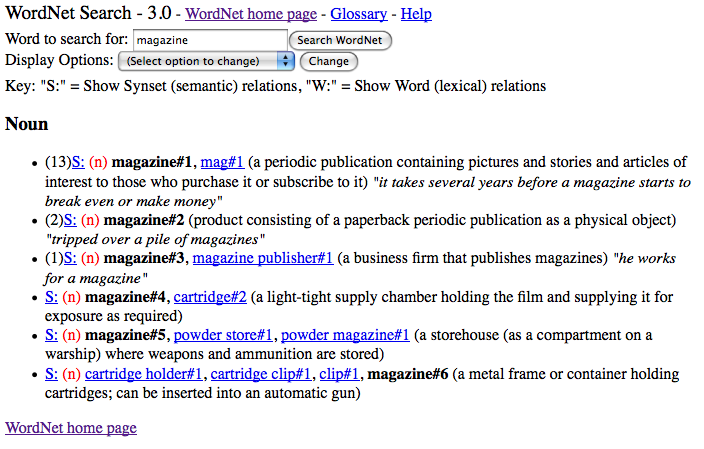 WordNet Search - 3.0 - WordNet home page - Glossary - Help
Word to search for: magazine Search WordNet
Display Options: (Select option to change) Change
Key: "S:" = Show Synset (semantic) relations, "W:" = Show Word (lexical) relations
Noun
• (13)S: (n) magazine#1, mag#1 (a periodic publication containing pictures and stories and articles of
interest to those who purchase it or subscribe to it) "it takes several years before a magazine starts to
break even or make money"
• (2)S: (n) magazine#2 (product consisting of a paperback periodic publication as a physical object)
"tripped over a pile of magazines"
• (1)S: (n) magazine#3, magazine publisher#1 (a business firm that publishes magazines) "he works
for a magazine"
• S: (n) magazine#4, cartridge#2 (a light-tight supply chamber holding the film and supplying it for
exposure as required)
• S: (n) magazine#5, powder store#1, powder magazine#1 (a storehouse (as a compartment on a
warship) where weapons and ammunition are stored)
• S: (n) cartridge holder#1, cartridge clip#1, clip#1, magazine#6 (a metal frame or container holding
cartridges; can be inserted into an automatic gun)
WordNet home page